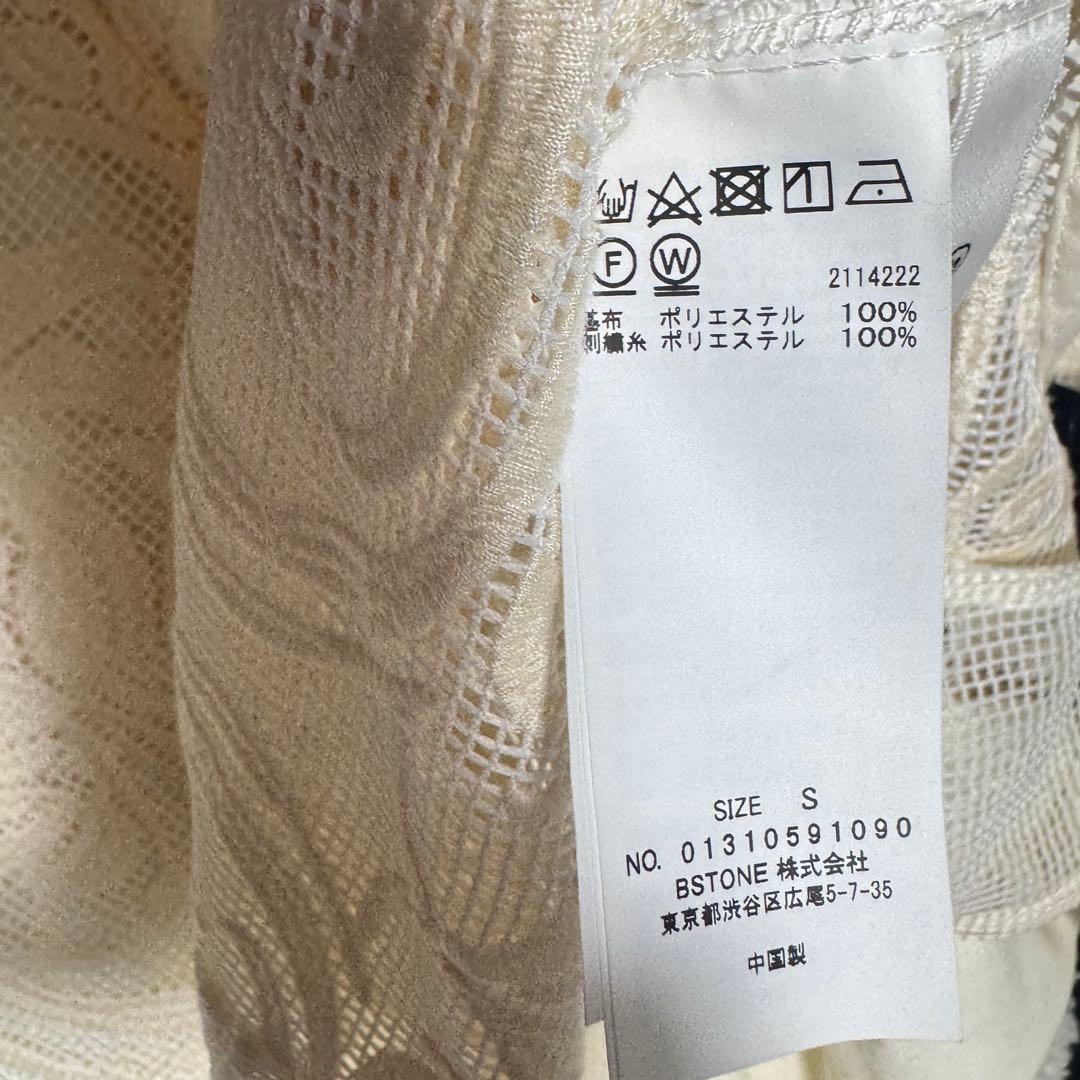 F W
2114222
基布 ポリエステル 100%
刺繍糸 ポリエステル 100%
SIZE S
NO. 01310591090
BSTONE 株式会社
東京都渋谷区広尾5-7-35
中国製